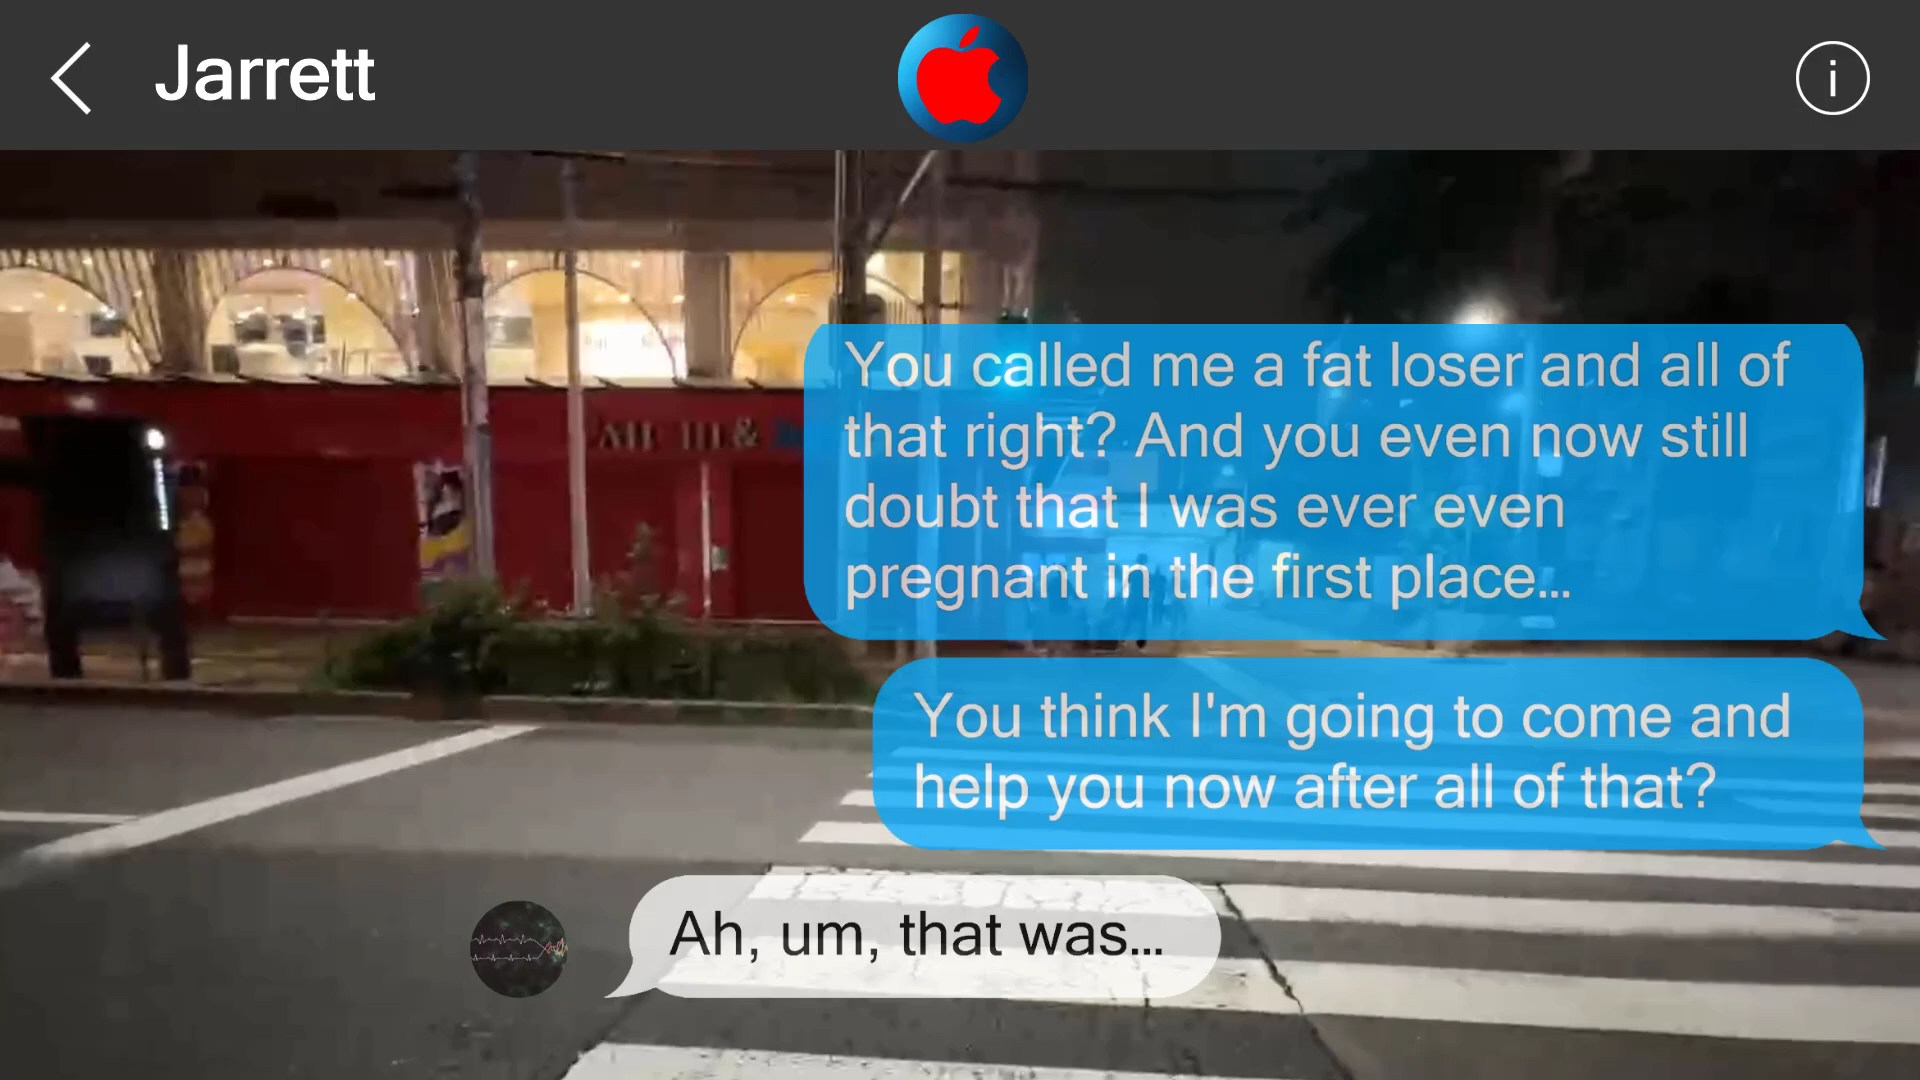 Jarrett
You called me a fat loser and all of
that right? And you even now still
doubt that I was ever even
pregnant in the first place...
You think I'm going to come and
help you now after all of that?
Ah, um, that was...